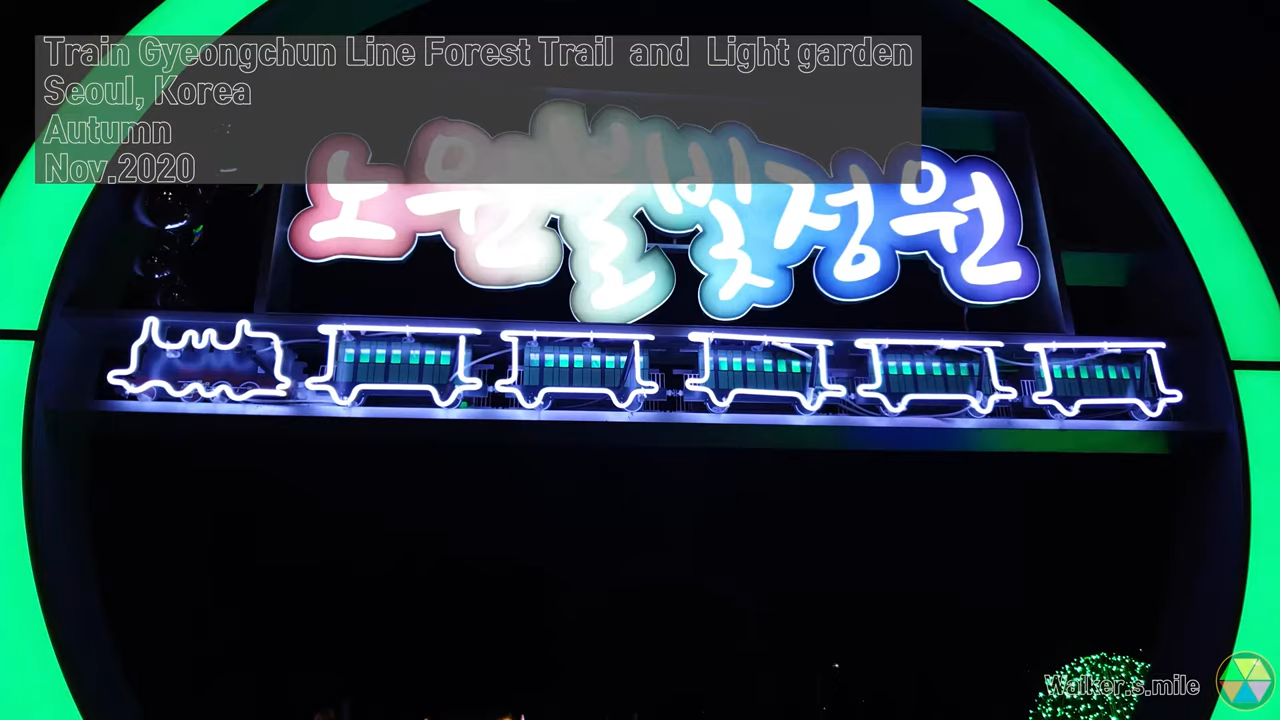 Train Gyeongchun Line Forest Trail and Light garden
Seoul, Korea
Autumn
Nov.2020
노원불빛정원
Walker.s.mile